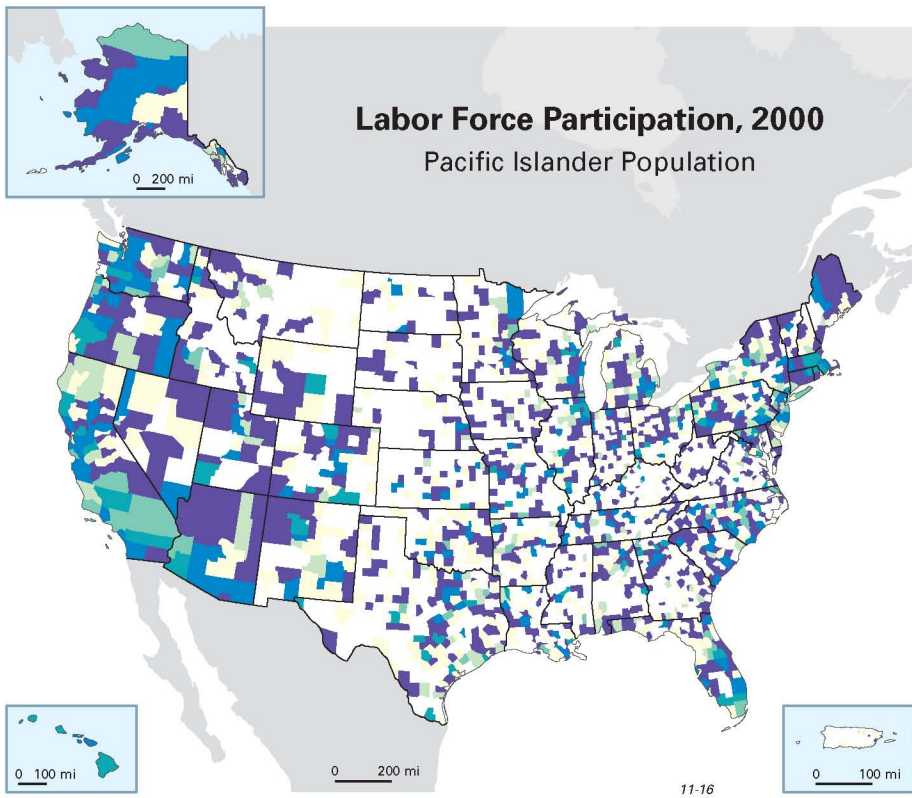 Labor Force Participation, 2000
Pacific Islander Population
0 200 mi
0 100 mi
0 200 mi
0 100 mi
11-16